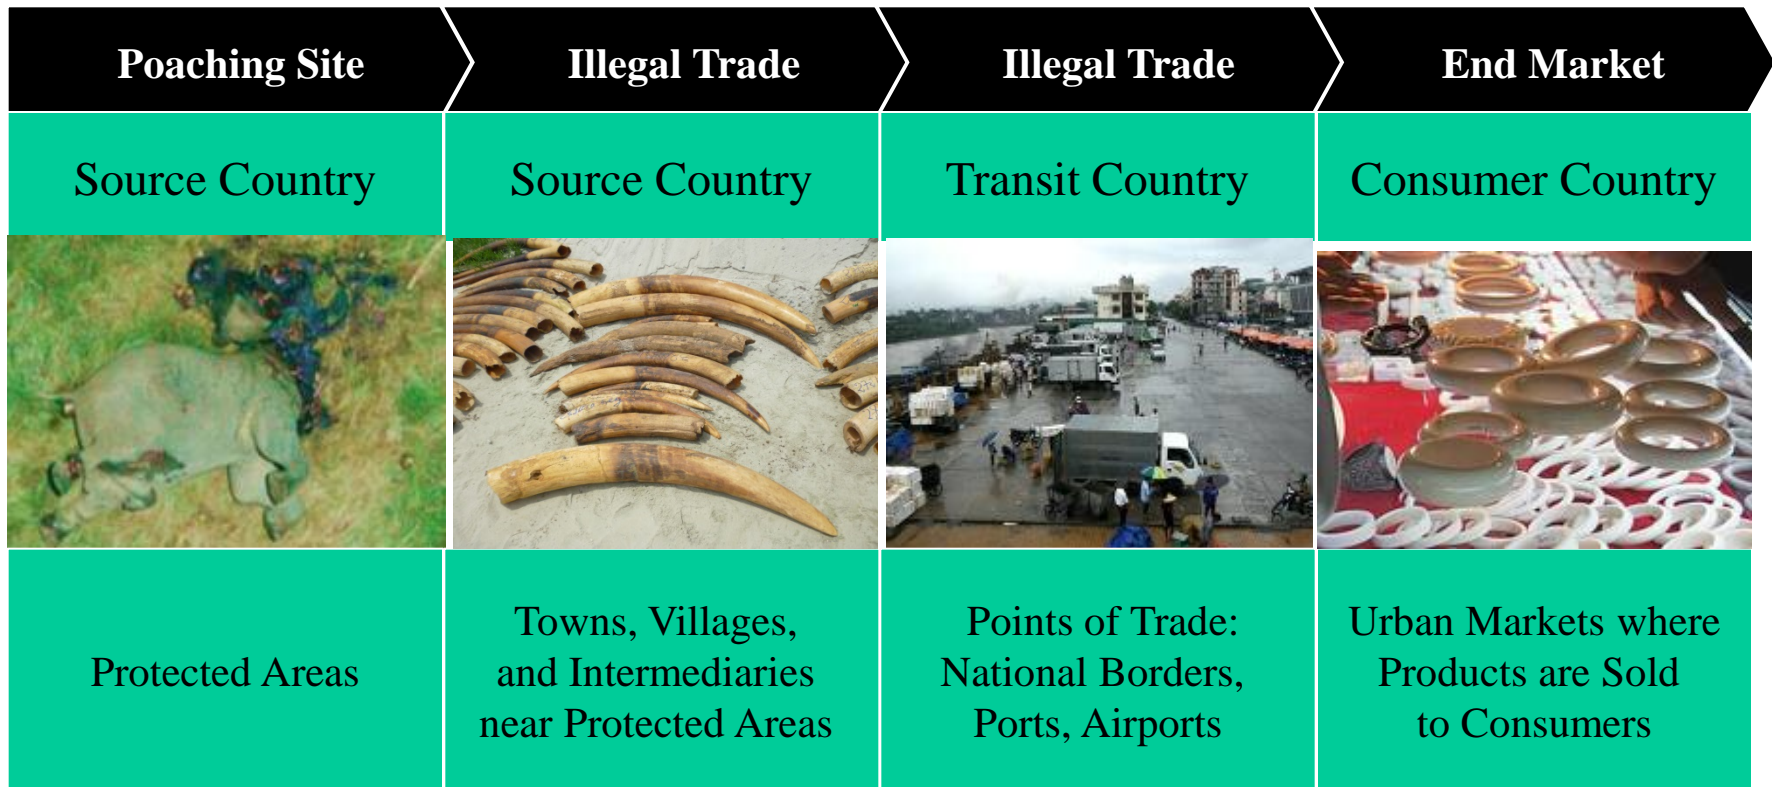 Poaching Site
Illegal Trade
Illegal Trade
End Market
Source Country
Source Country
Transit Country
Consumer Country
Protected Areas
Towns, Villages,
and Intermediaries
near Protected Areas
Points of Trade:
National Borders,
Ports, Airports
Urban Markets where
Products are Sold
to Consumers